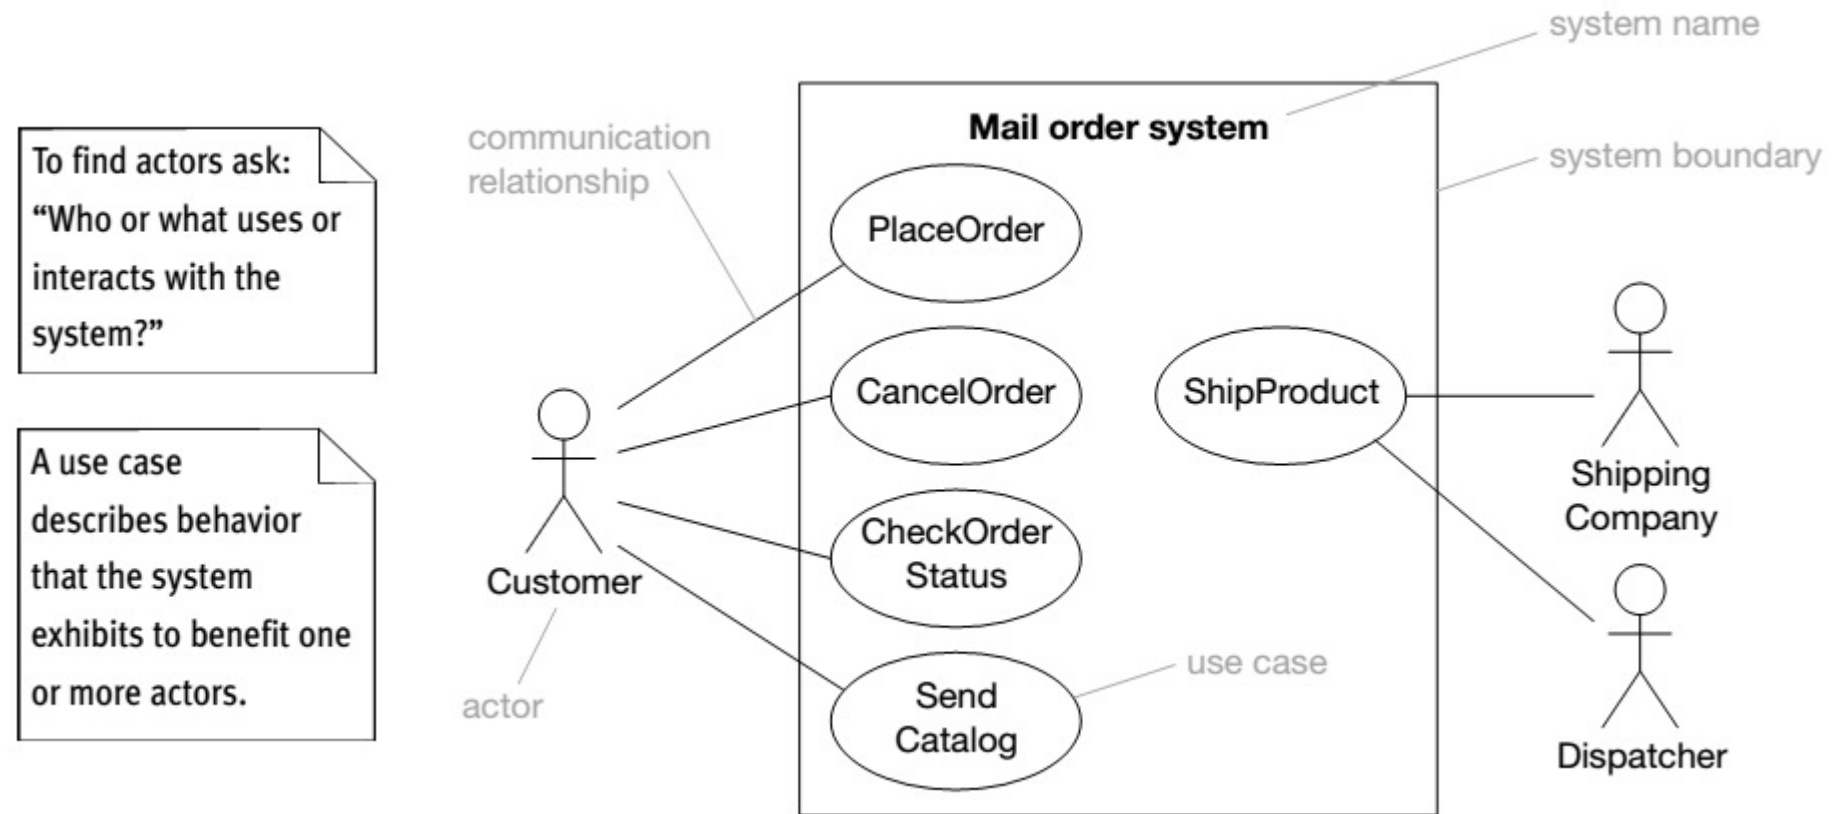 system name
Mail order system
system boundary
communication
relationship
To find actors ask:
“Who or what uses or
interacts with the
system?”
PlaceOrder
CancelOrder
ShipProduct
A use case
describes behavior
that the system
exhibits to benefit one
or more actors.
Shipping
Company
CheckOrder
Status
Customer
use case
actor
Send
Catalog
Dispatcher